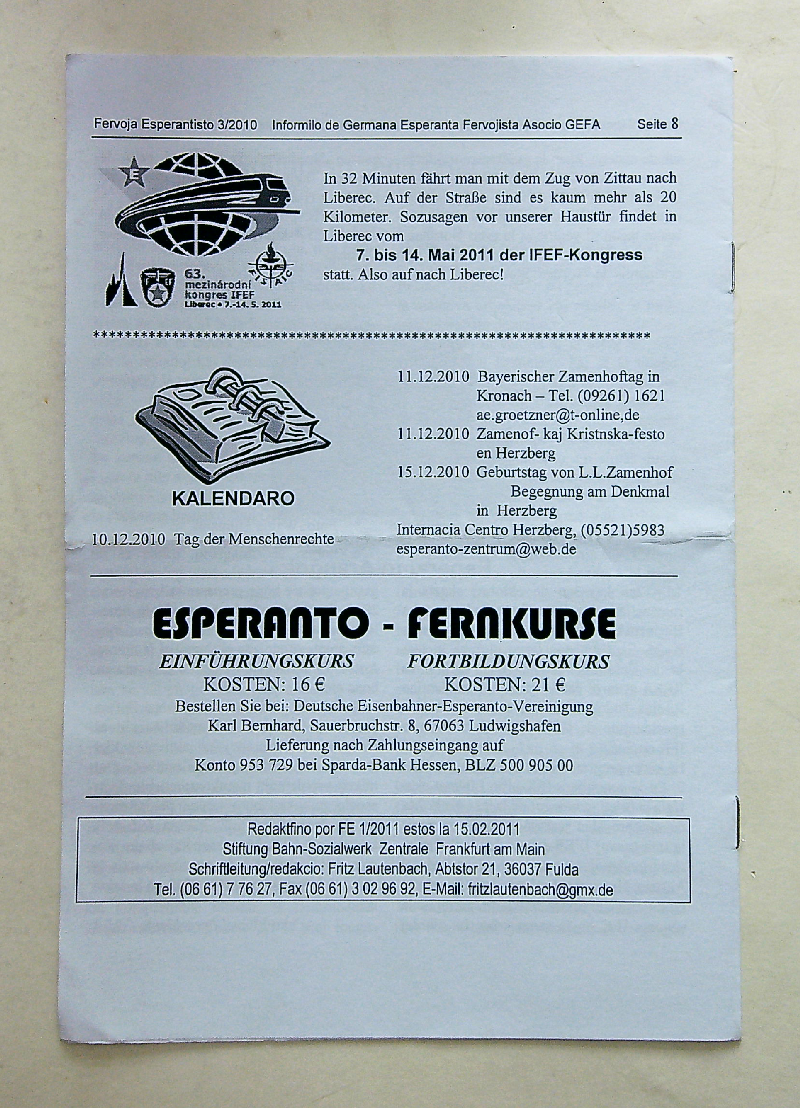 Fervoja Esperantisto 3/2010 Informilo de Germana Esperanta Fervojista Asocio GEFA Seite 8
E
63.
mezinárodní
kongres IFEF
Liberec • 7.-14. 5. 2011
FISAIC
In 32 Minuten fährt man mit dem Zug von Zittau nach
Liberec. Auf der Straße sind es kaum mehr als 20
Kilometer. Sozusagen vor unserer Haustür findet in
Liberec vom
7. bis 14. Mai 2011 der IFEF-Kongress
statt. Also auf nach Liberec!
KALENDARO
10.12.2010 Tag der Menschenrechte
11.12.2010 Bayerischer Zamenhoftag in
Kronach – Tel. (09261) 1621
ae.groetzner@t-online,de
11.12.2010 Zamenof- kaj Kristnska-festo
en Herzberg
15.12.2010 Geburtstag von L.L.Zamenhof
Begegnung am Denkmal
in Herzberg
Internacia Centro Herzberg, (05521)5983
esperanto-zentrum@web.de
ESPERANTO - FERNKURSE
EINFÜHRUNGSKURS FORTBILDUNGSKURS
KOSTEN: 16 € KOSTEN: 21 €
Bestellen Sie bei: Deutsche Eisenbahner-Esperanto-Vereinigung
Karl Bernhard, Sauerbruchstr. 8, 67063 Ludwigshafen
Lieferung nach Zahlungseingang auf
Konto 953 729 bei Sparda-Bank Hessen, BLZ 500 905 00
Redaktfino por FE 1/2011 estos la 15.02.2011
Stiftung Bahn-Sozialwerk Zentrale Frankfurt am Main
Schriftleitung/redakcio: Fritz Lautenbach, Abtstor 21, 36037 Fulda
Tel. (06 61) 7 76 27, Fax (06 61) 3 02 96 92, E-Mail: fritzlautenbach@gmx.de